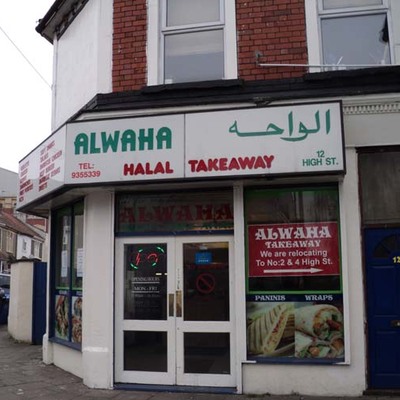 ALWAHA
الواحه
TEL:
9355339
HALAL TAKEAWAY
12
HIGH ST.
ALWAHA
ALWAHA
TAKEAWAY
We are relocating
To No:2 & 4 High St.
PANINIS WRAPS